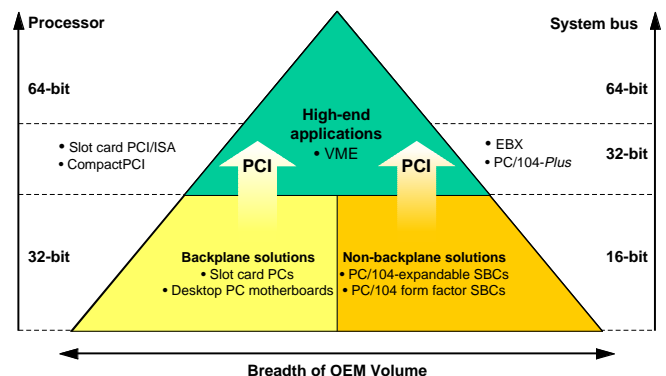 Processor
System bus
64-bit
64-bit
High-end
applications
• VME
• Slot card PCI/ISA
• CompactPCI
PCI
PCI
• EBX
• PC/104-Plus
32-bit
32-bit
Backplane solutions
• Slot card PCs
• Desktop PC motherboards
Non-backplane solutions
• PC/104-expandable SBCs
• PC/104 form factor SBCs
16-bit
Breadth of OEM Volume